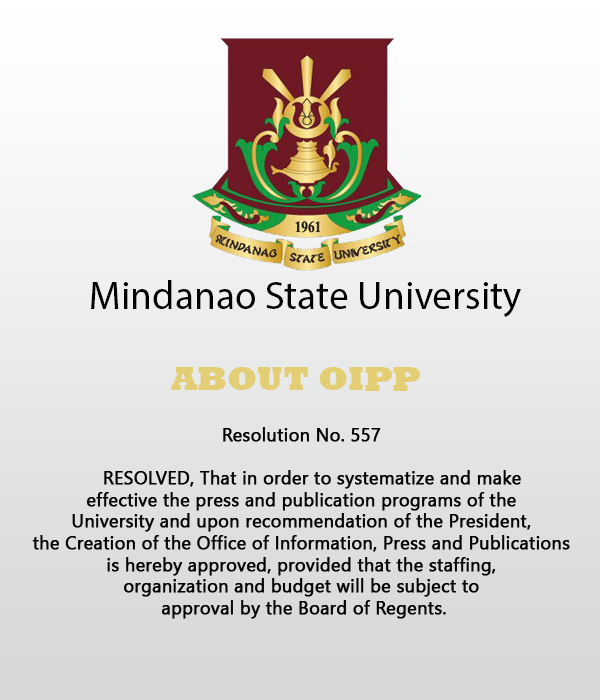 1961
MINDANAO STATE UNIVERSITY
Mindanao State University
ABOUT OIPP
Resolution No. 557
RESOLVED, That in order to systematize and make
effective the press and publication programs of the
University and upon recommendation of the President,
the Creation of the Office of Information, Press and Publications
is hereby approved, provided that the staffing,
organization and budget will be subject to
approval by the Board of Regents.